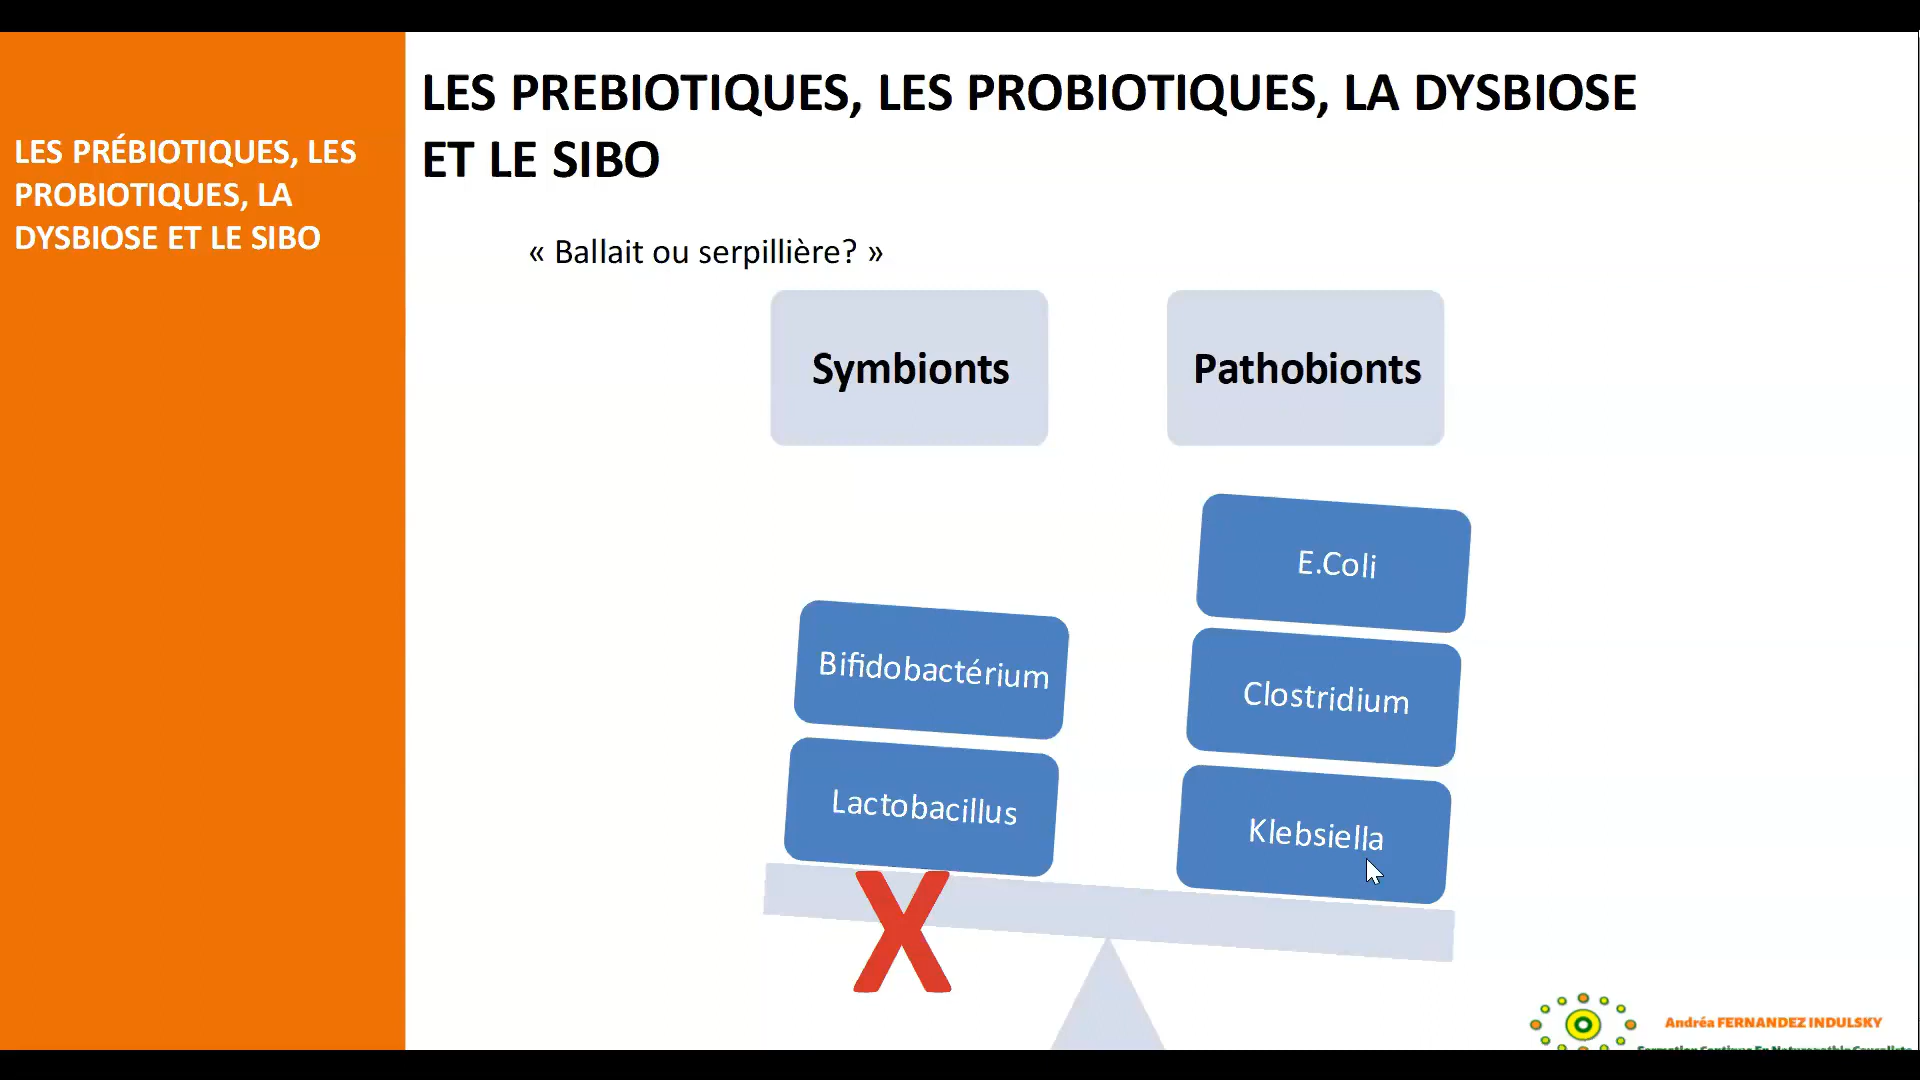 LES PRÉBIOTIQUES, LES
PROBIOTIQUES, LA
DYSBIOSE ET LE SIBO
LES PREBIOTIQUES, LES PROBIOTIQUES, LA DYSBIOSE
ET LE SIBO
« Ballait ou serpillière? »
Symbionts
Pathobionts
E.Coli
Bifidobactérium
Clostridium
Lactobacillus
Klebsiella
X
Andréa FERNANDEZ INDULSKY